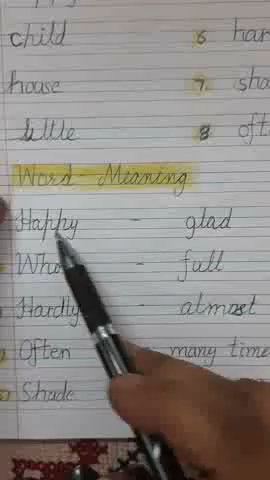 child 6 har
house 7. sha
little 8 oft
Word - Meaning
Happy - glad
Who - full
Hardly - almost
Often many time
Shade